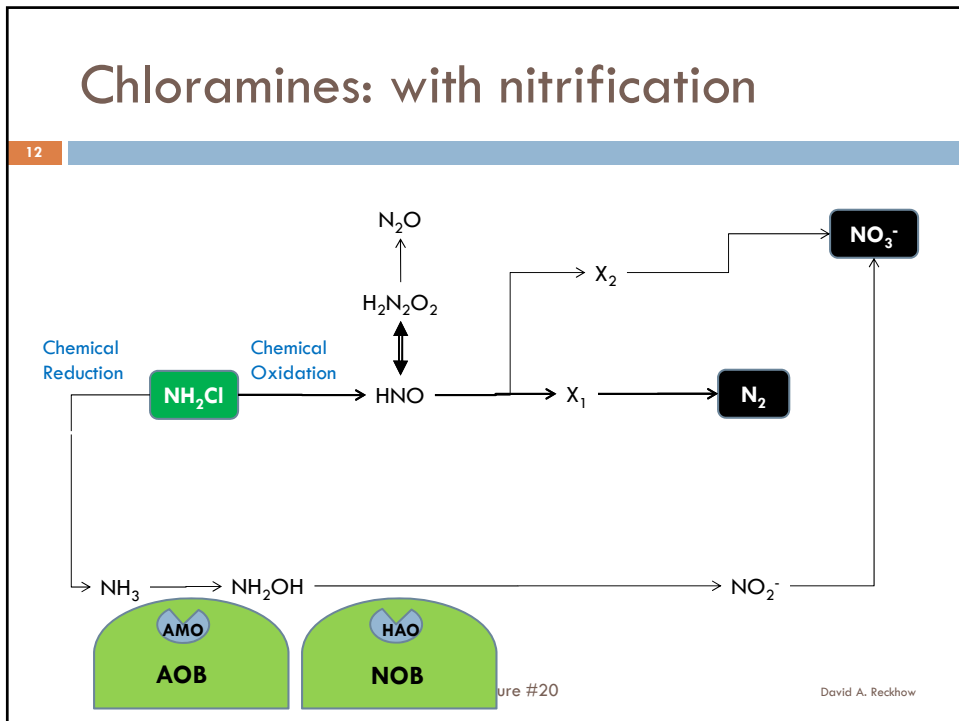 Chloramines: with nitrification
12
N₂O
NO₃⁻
X₂
H₂N₂O₂
Chemical
Reduction
Chemical
Oxidation
NH₂Cl
HNO
X₁
N₂
NH₃
NH₂OH
NO₂⁻
AMO
HAO
AOB
NOB
ure #20
David A. Reckhow